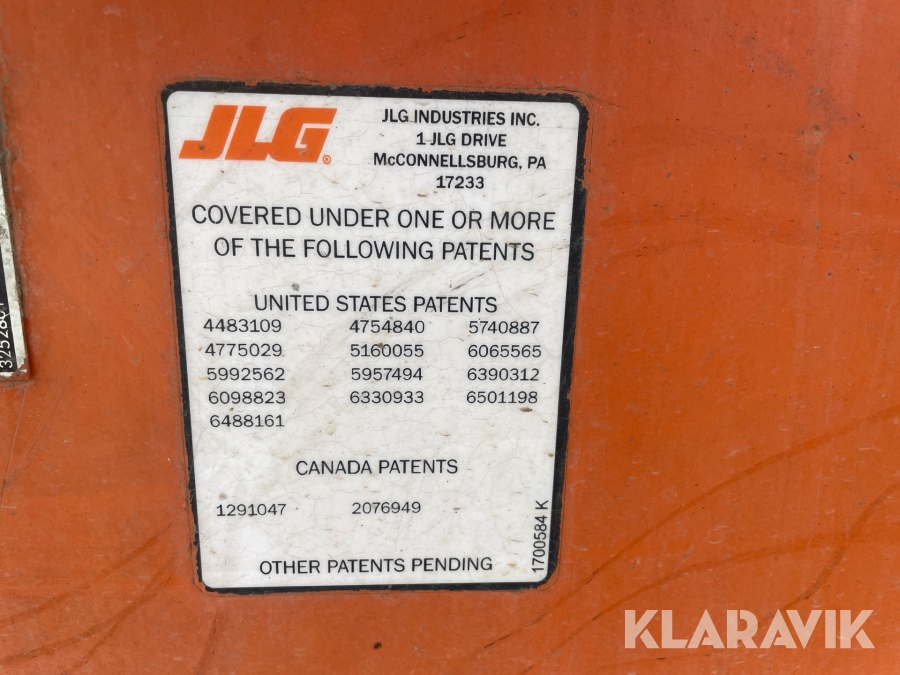 JLG®
JLG INDUSTRIES INC.
1 JLG DRIVE
McCONNELLSBURG, PA
17233
COVERED UNDER ONE OR MORE
OF THE FOLLOWING PATENTS
UNITED STATES PATENTS
4483109 4754840 5740887
4775029 5160055 6065565
5992562 5957494 6390312
6098823 6330933 6501198
6488161
CANADA PATENTS
1291047 2076949
OTHER PATENTS PENDING
1700584 K
KLARAVIK